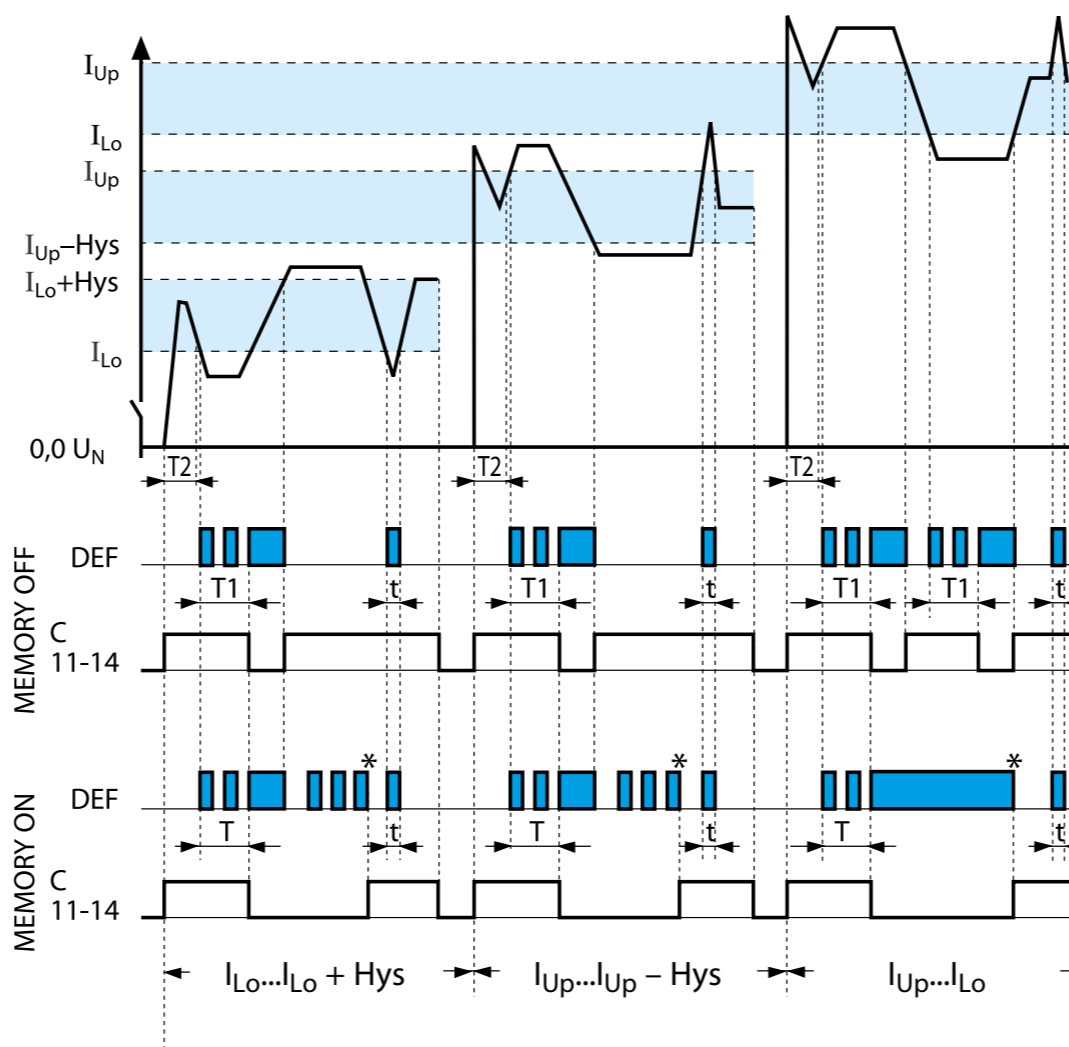 I_Up
I_Lo
I_Up
I_Up–Hys
I_Lo+Hys
I_Lo
0,0 U_N
T2 T2 T2
MEMORY OFF
DEF
T1 t T1 t T1 T1 t
C
11-14
MEMORY ON
* * *
DEF
T t T t T t
C
11-14
I_Lo...I_Lo + Hys I_Up...I_Up – Hys I_Up...I_Lo